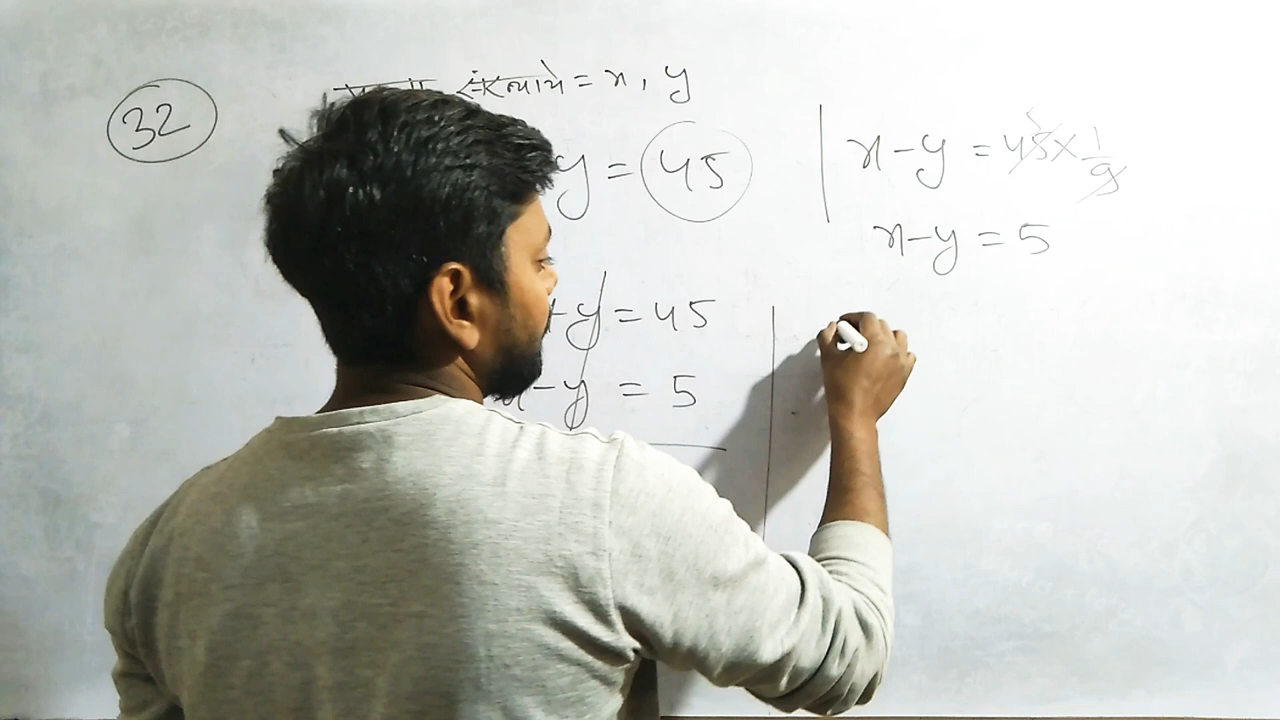 32
संख्याये = x, y
y = 45
x - y = 45 × 1/9
x - y = 5
+ y = 45
x - y = 5